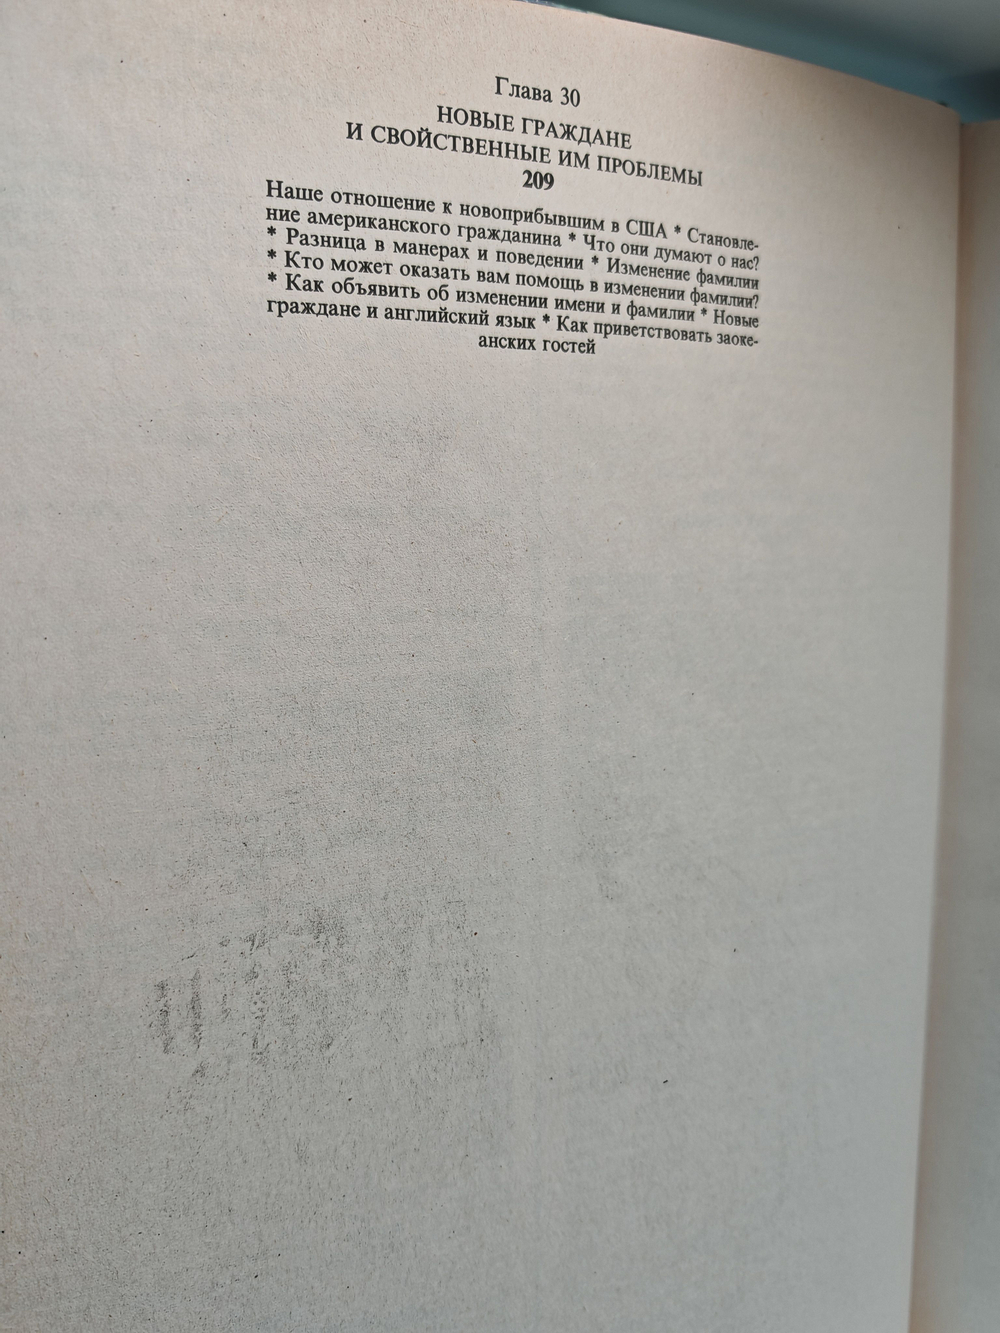 Глава 30
НОВЫЕ ГРАЖДАНЕ
И СВОЙСТВЕННЫЕ ИМ ПРОБЛЕМЫ
209
Наше отношение к новоприбывшим в США * Становле-
ние американского гражданина * Что они думают о нас?
* Разница в манерах и поведении * Изменение фамилии
* Кто может оказать вам помощь в изменении фамилии?
* Как объявить об изменении имени и фамилии * Новые
граждане и английский язык * Как приветствовать заоке-
анских гостей